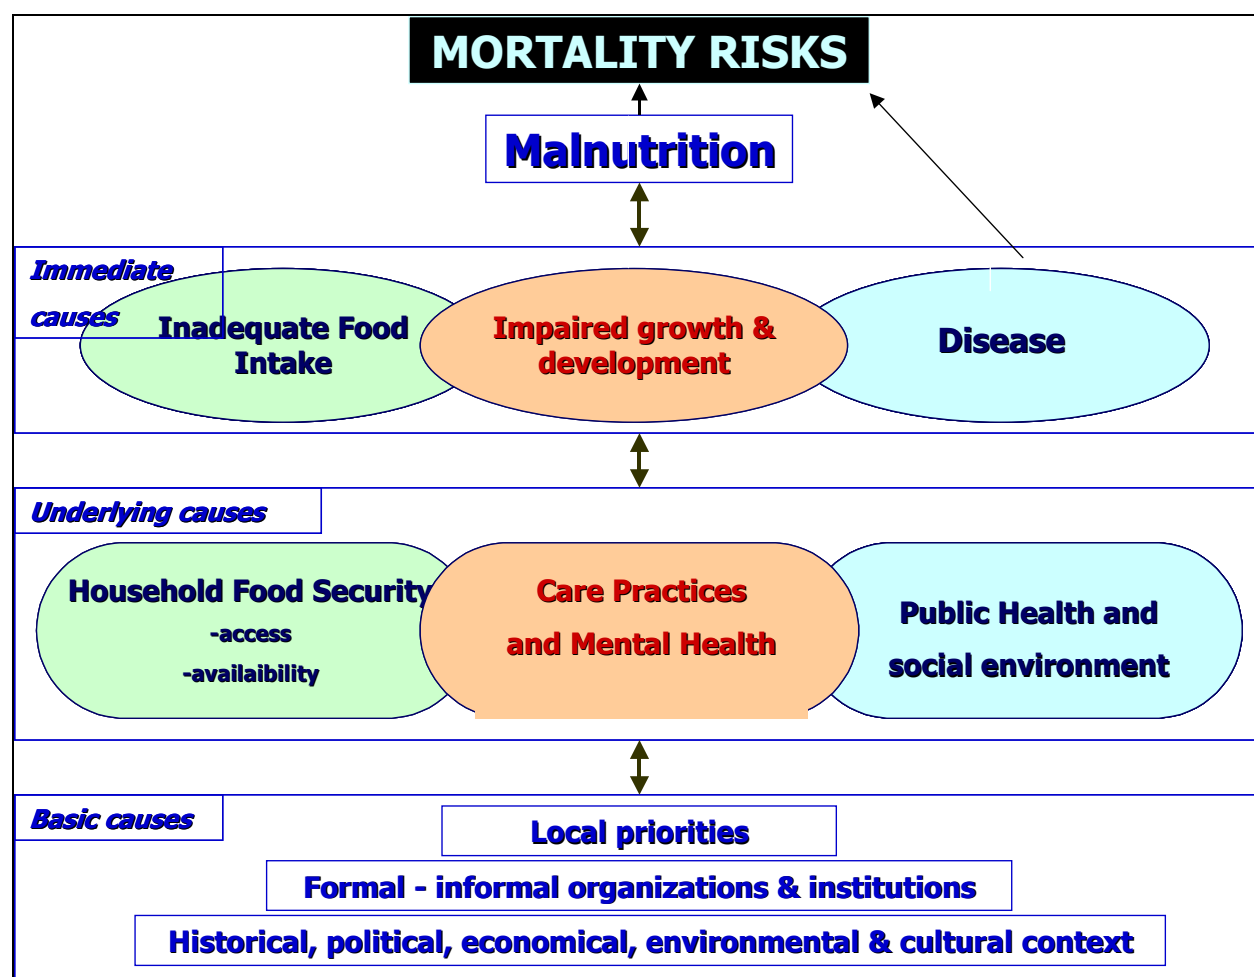 MORTALITY RISKS
Malnutrition
Immediate
causes
Inadequate Food
Intake
Impaired growth &
development
Disease
Underlying causes
Household Food Security
-access
-availaibility
Care Practices
and Mental Health
Public Health and
social environment
Basic causes
Local priorities
Formal - informal organizations & institutions
Historical, political, economical, environmental & cultural context